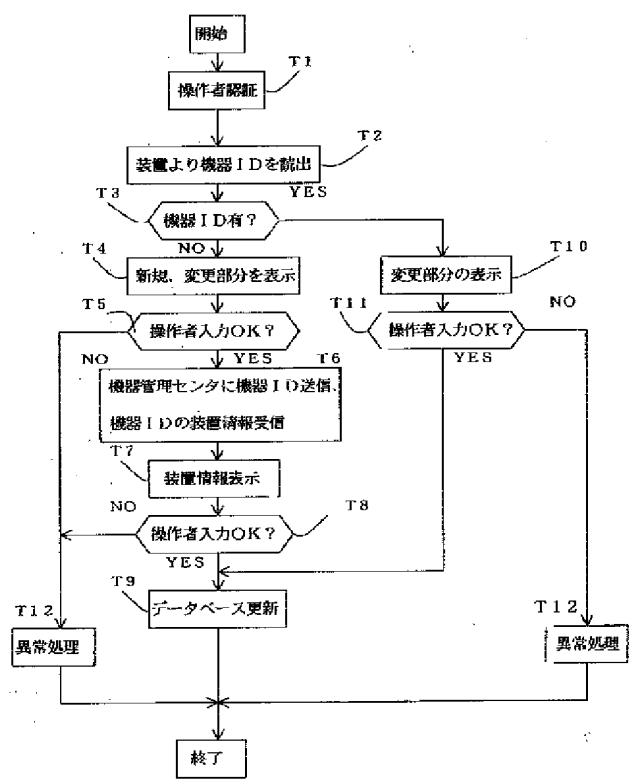 開始
T1
操作者認証
T2
装置より機器IDを読出
YES
T3
機器ID有?
NO
T4
新規、変更部分を表示
T10
変更部分の表示
T5
操作者入力OK?
T11
操作者入力OK?
NO
NO
YES
T6
YES
機器管理センタに機器ID送信、
機器IDの装置情報受信
T7
装置情報表示
NO
T8
操作者入力OK?
YES
T9
データベース更新
T12
異常処理
T12
異常処理
終了